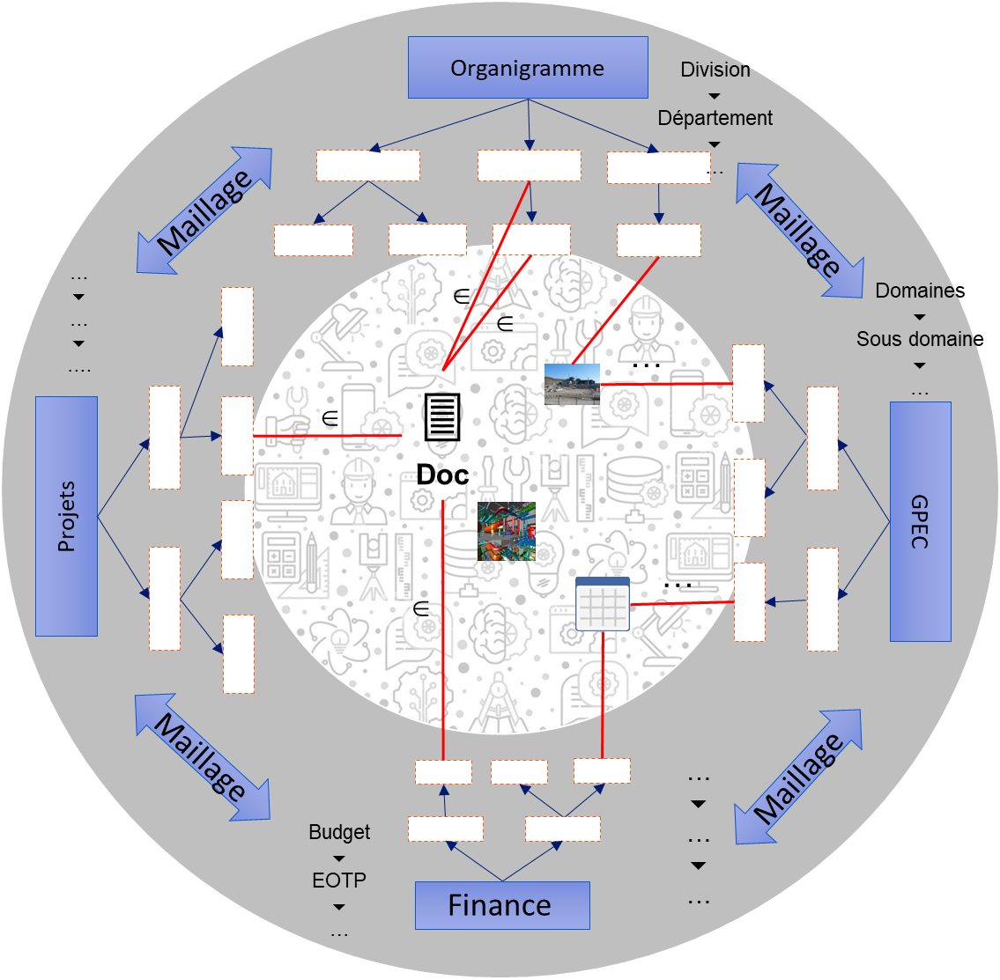 Organigramme
Division
Département
...
Maillage
Maillage
...
...
....
∈
∈
Domaines
Sous domaine
...
...
∈
Doc
Projets
GPEC
...
∈
Maillage
Maillage
...
...
...
Budget
EOTP
...
Finance